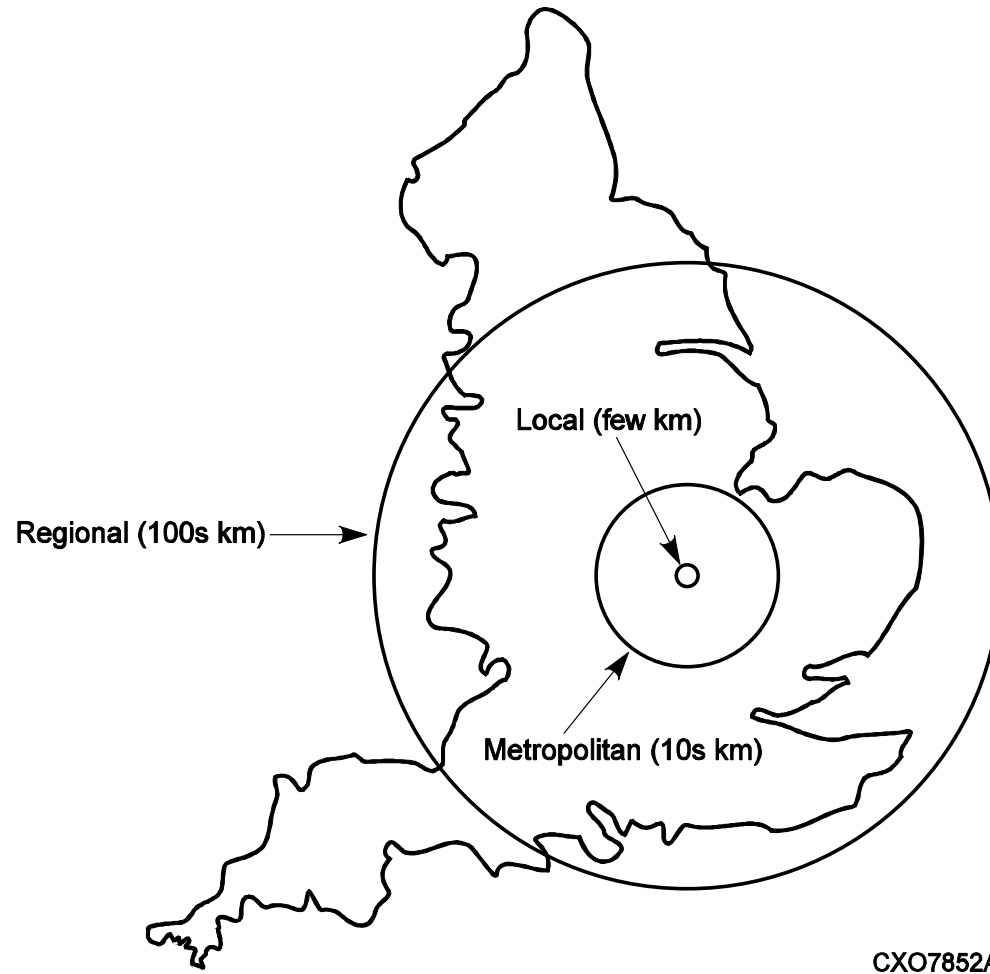 Local (few km)
Regional (100s km)
Metropolitan (10s km)
CXO7852A